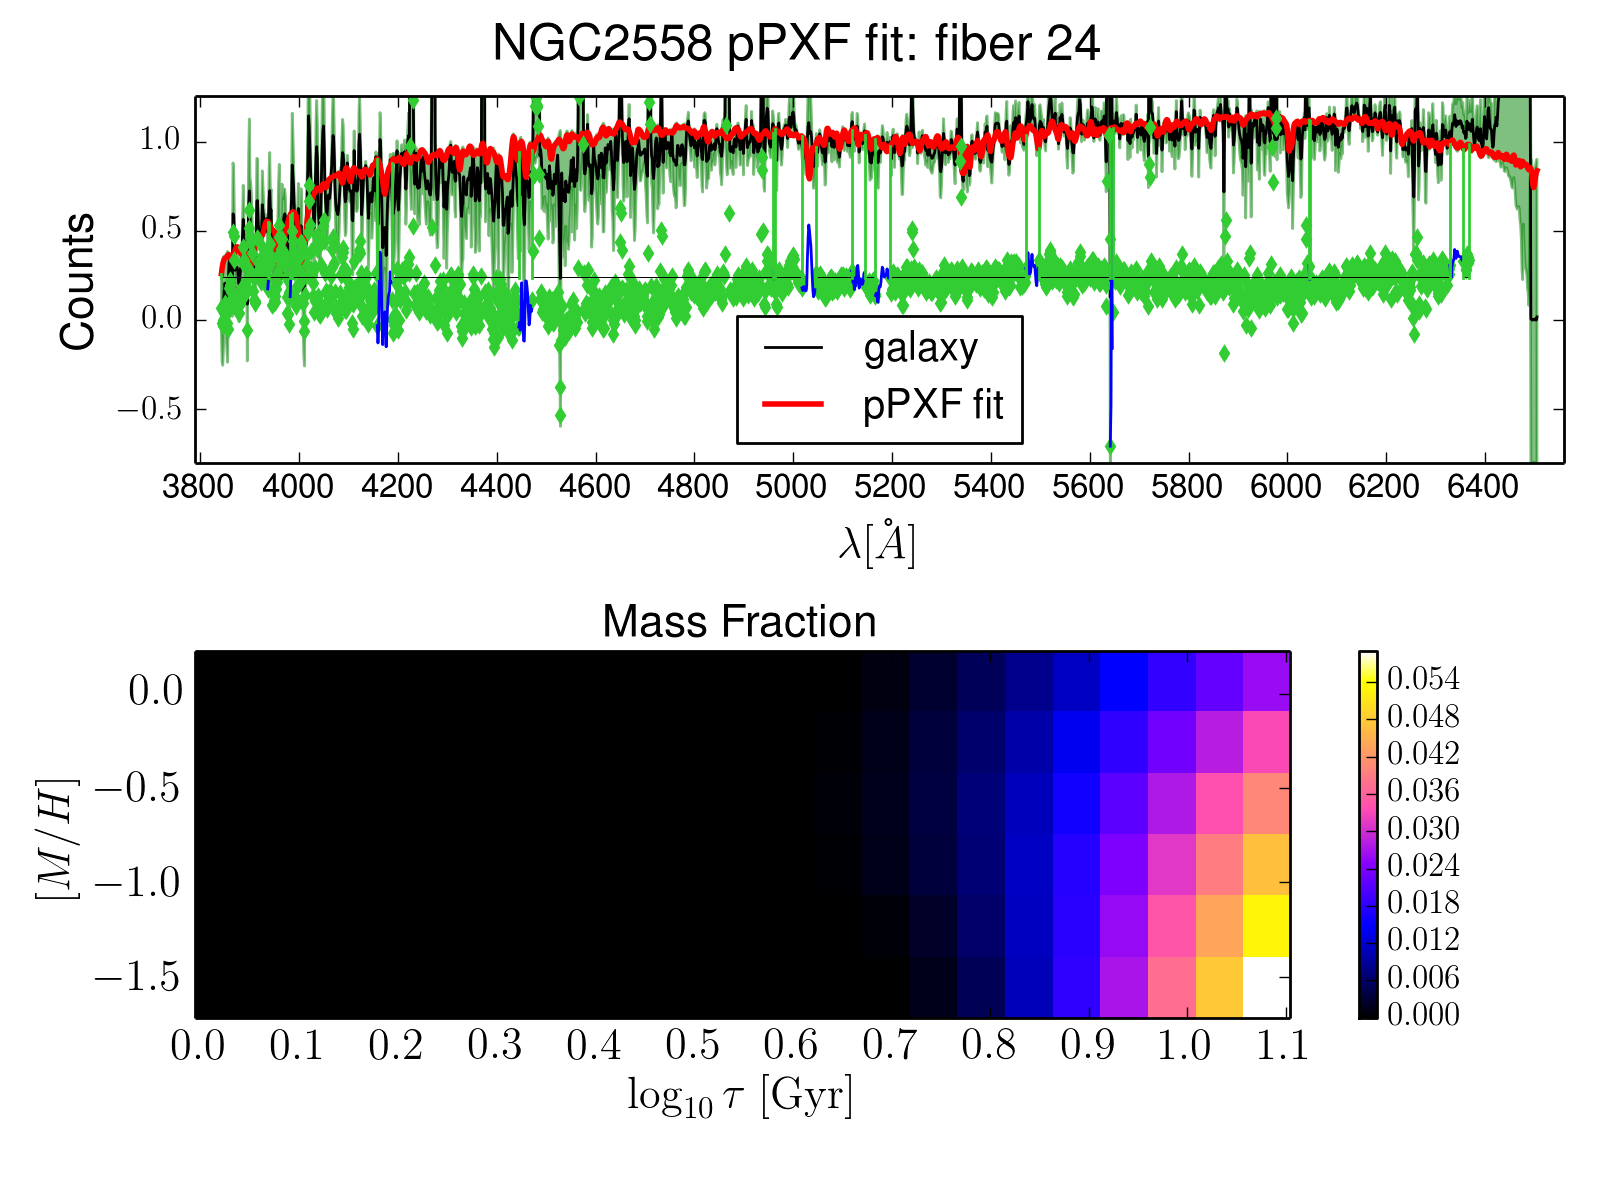 NGC2558 pPXF fit: fiber 24
Counts
1.0
0.5
0.0
−0.5
galaxy
pPXF fit
3800 4000 4200 4400 4600 4800 5000 5200 5400 5600 5800 6000 6200 6400
λ[Å]
Mass Fraction
[M/H]
0.0
−0.5
−1.0
−1.5
0.0 0.1 0.2 0.3 0.4 0.5 0.6 0.7 0.8 0.9 1.0 1.1
log₁₀ τ [Gyr]
0.054
0.048
0.042
0.036
0.030
0.024
0.018
0.012
0.006
0.000